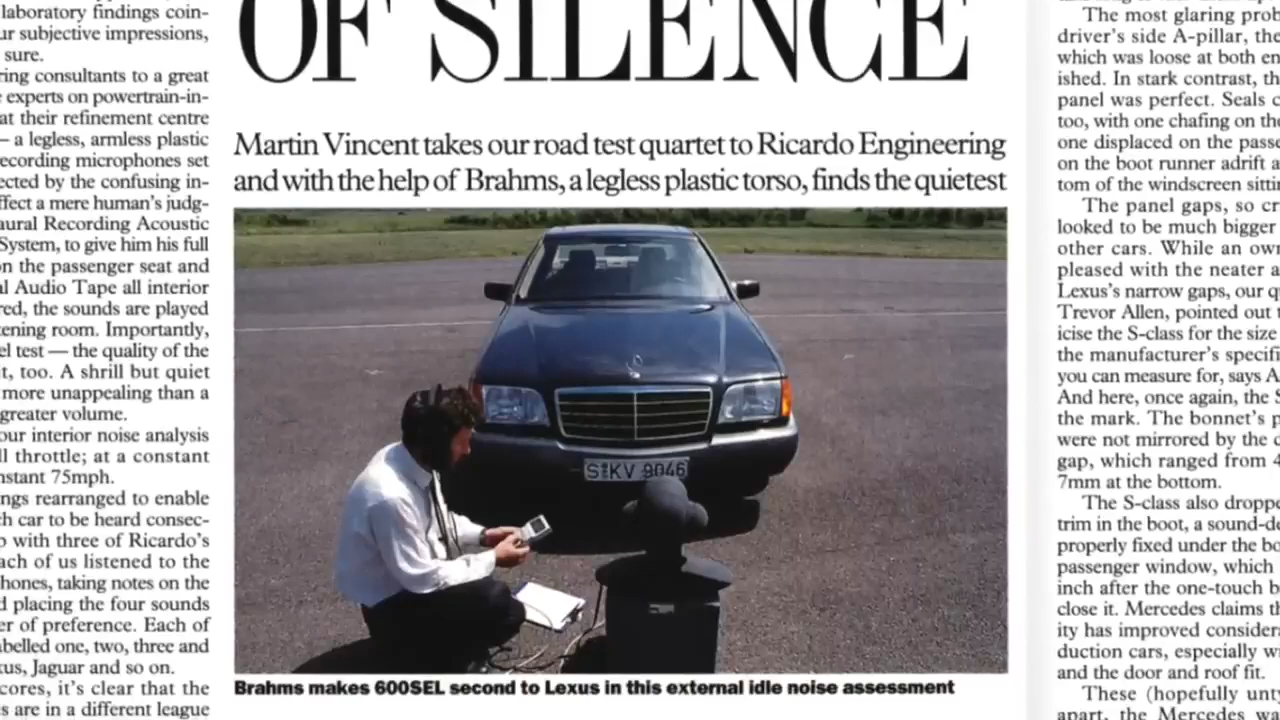 laboratory findings coin-
ur subjective impressions,
sure.
ring consultants to a great
experts on powertrain-in-
at their refinement centre
— a legless, armless plastic
ecording microphones set
ected by the confusing in-
ffect a mere human's judg-
aural Recording Acoustic
System, to give him his full
on the passenger seat and
al Audio Tape all interior
red, the sounds are played
tening room. Importantly,
el test — the quality of the
t, too. A shrill but quiet
more unappealing than a
greater volume.
our interior noise analysis
ll throttle; at a constant
nstant 75mph.
ngs rearranged to enable
ch car to be heard consec-
p with three of Ricardo's
ach of us listened to the
phones, taking notes on the
d placing the four sounds
er of preference. Each of
abelled one, two, three and
kus, Jaguar and so on.
cores, it's clear that the
s are in a different league
OF SILENCE
Martin Vincent takes our road test quartet to Ricardo Engineering
and with the help of Brahms, a legless plastic torso, finds the quietest
S KV 9046
Brahms makes 600SEL second to Lexus in this external idle noise assessment
The most glaring prob
driver's side A-pillar, the
which was loose at both en
ished. In stark contrast, th
panel was perfect. Seals c
too, with one chafing on the
one displaced on the passe
on the boot runner adrift a
tom of the windscreen sittin
The panel gaps, so cr
looked to be much bigger
other cars. While an own
pleased with the neater a
Lexus's narrow gaps, our qu
Trevor Allen, pointed out t
icise the S-class for the size
the manufacturer's specifi
you can measure for, says A
And here, once again, the S
the mark. The bonnet's p
were not mirrored by the c
gap, which ranged from 4
7mm at the bottom.
The S-class also droppe
trim in the boot, a sound-de
properly fixed under the bo
passenger window, which
inch after the one-touch b
close it. Mercedes claims th
ity has improved consider
duction cars, especially wi
and the door and roof fit.
These (hopefully unty
apart, the Mercedes wa